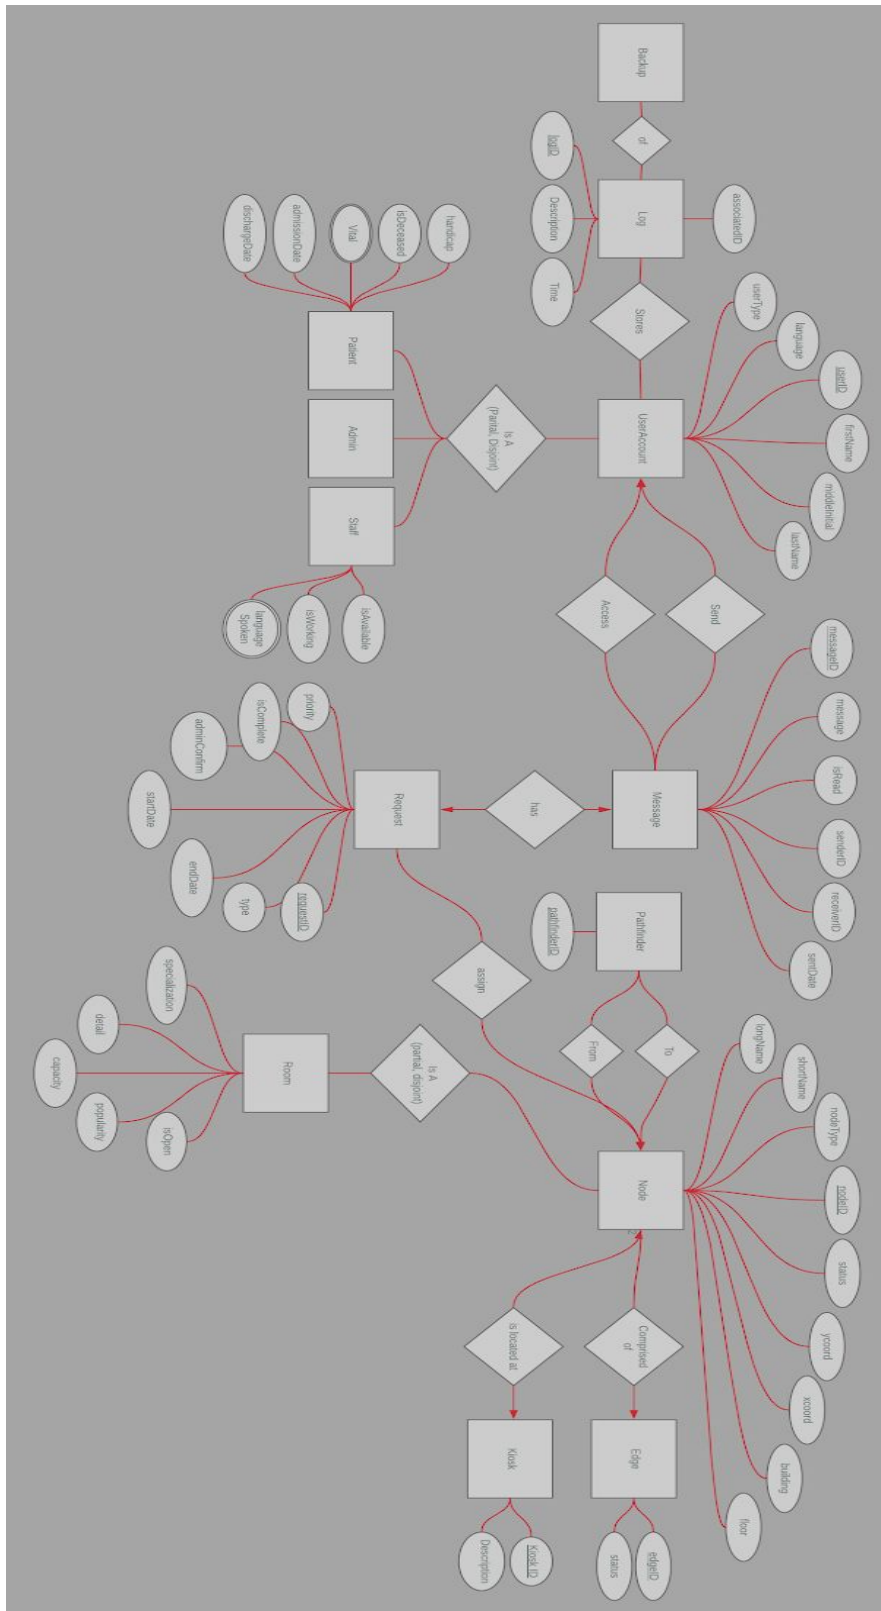 userType
language
userID
firstName
middleInitial
lastName
messageID
message
isRead
senderID
receiverID
sentDate
longName
shortName
nodeType
nodeID
status
ycoord
xcoord
building
floor
associatedID
Send
To
Backup
of
Log
Stores
UserAccount
Access
Message
Pathfinder
From
Node
2
Comprised
of
Edge
edgeID
status
logID
Description
Time
Is A
(Parital, Disjoint)
has
pathfinderID
assign
is located at
Kiosk
Kiosk ID
Description
handicap
isDeceased
Vital
admissionDate
dischargeDate
Patient
Admin
Staff
isAvailable
isWorking
language
Spoken
Request
priority
isComplete
adminConfirm
startDate
endDate
type
requestID
Is A
(partial, disjoint)
Room
specialization
detail
capacity
popularity
isOpen